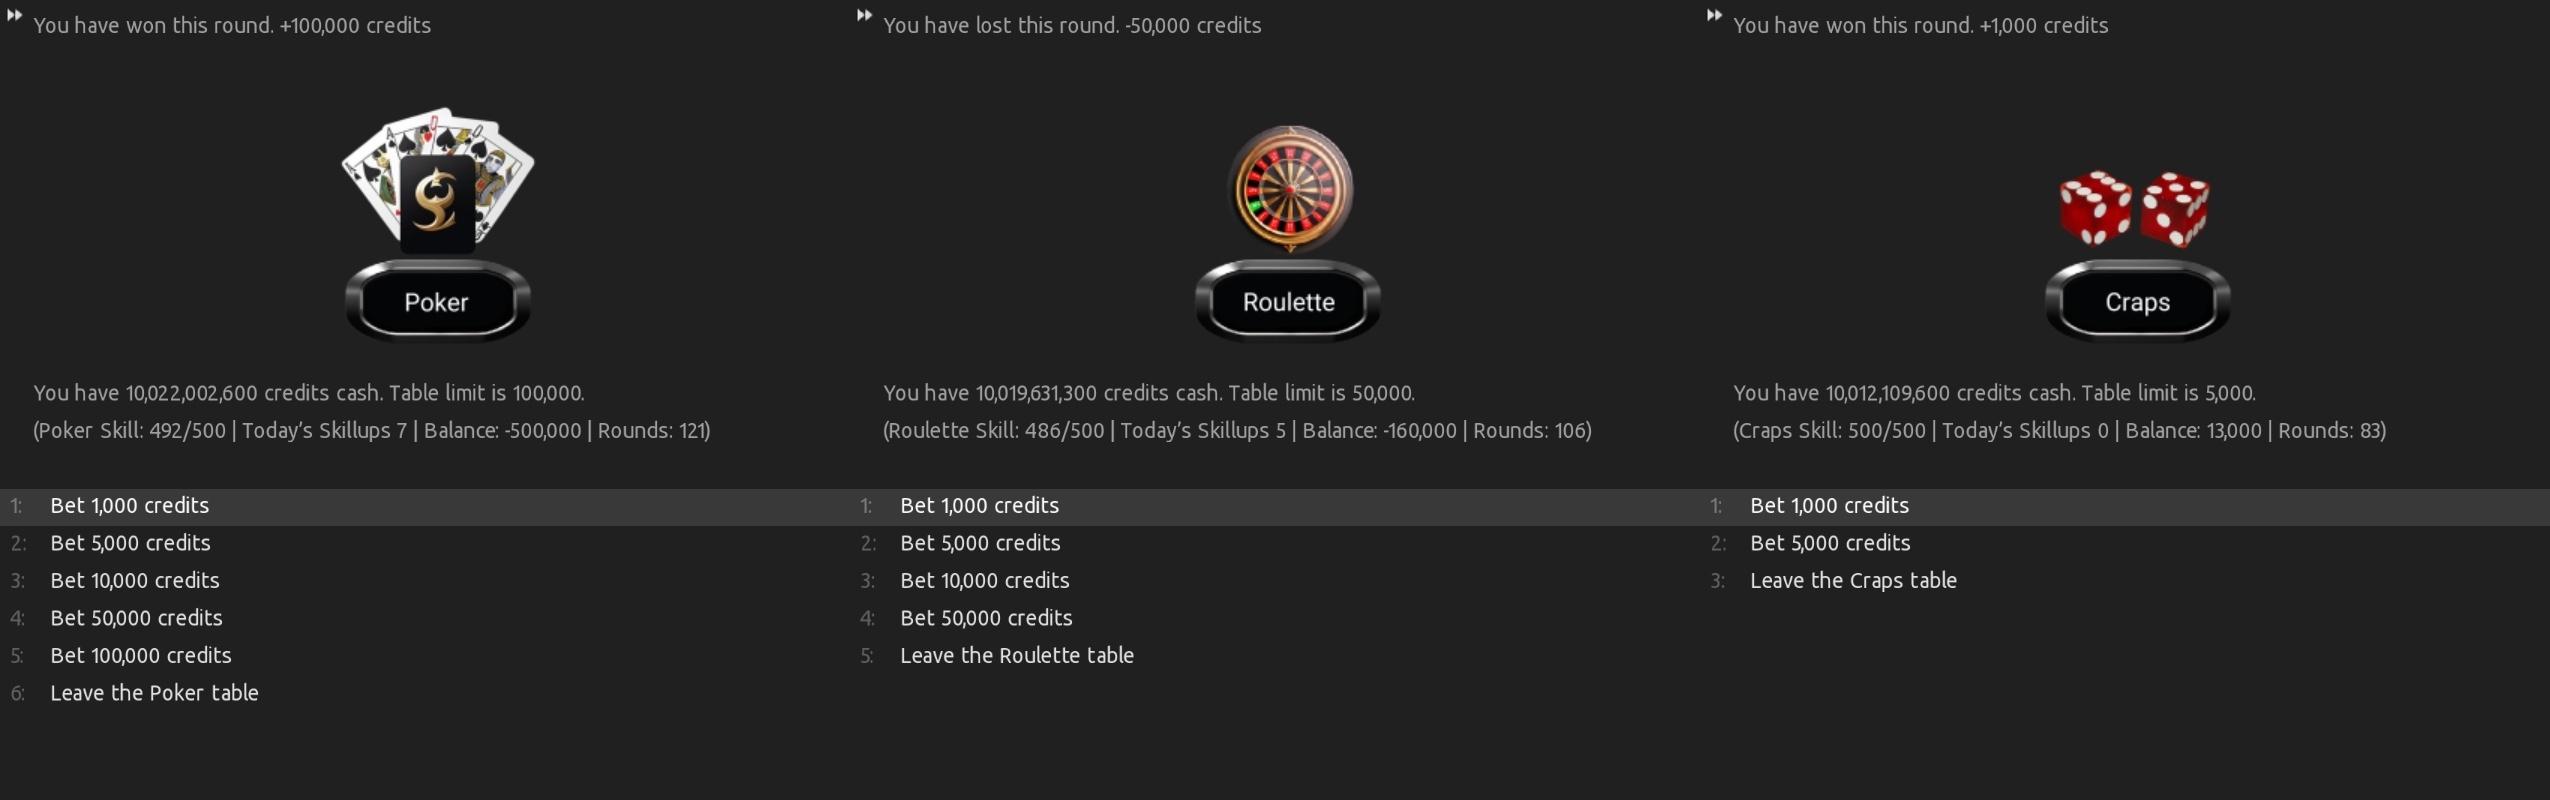 You have won this round. +100,000 credits
Poker
You have 10,022,002,600 credits cash. Table limit is 100,000.
(Poker Skill: 492/500 | Today's Skillups 7 | Balance: -500,000 | Rounds: 121)
1: Bet 1,000 credits
2: Bet 5,000 credits
3: Bet 10,000 credits
4: Bet 50,000 credits
5: Bet 100,000 credits
6: Leave the Poker table
You have lost this round. -50,000 credits
Roulette
You have 10,019,631,300 credits cash. Table limit is 50,000.
(Roulette Skill: 486/500 | Today's Skillups 5 | Balance: -160,000 | Rounds: 106)
1: Bet 1,000 credits
2: Bet 5,000 credits
3: Bet 10,000 credits
4: Bet 50,000 credits
5: Leave the Roulette table
You have won this round. +1,000 credits
Craps
You have 10,012,109,600 credits cash. Table limit is 5,000.
(Craps Skill: 500/500 | Today's Skillups 0 | Balance: 13,000 | Rounds: 83)
1: Bet 1,000 credits
2: Bet 5,000 credits
3: Leave the Craps table